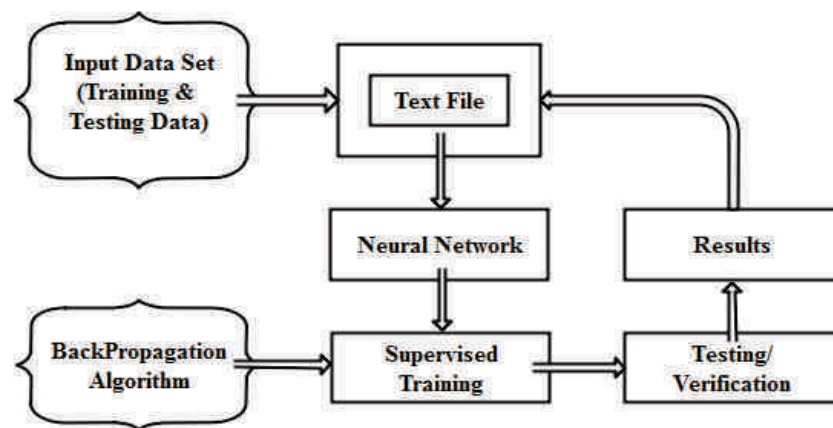 Input Data Set
(Training &
Testing Data)
Text File
Neural Network
Results
BackPropagation
Algorithm
Supervised
Training
Testing/
Verification